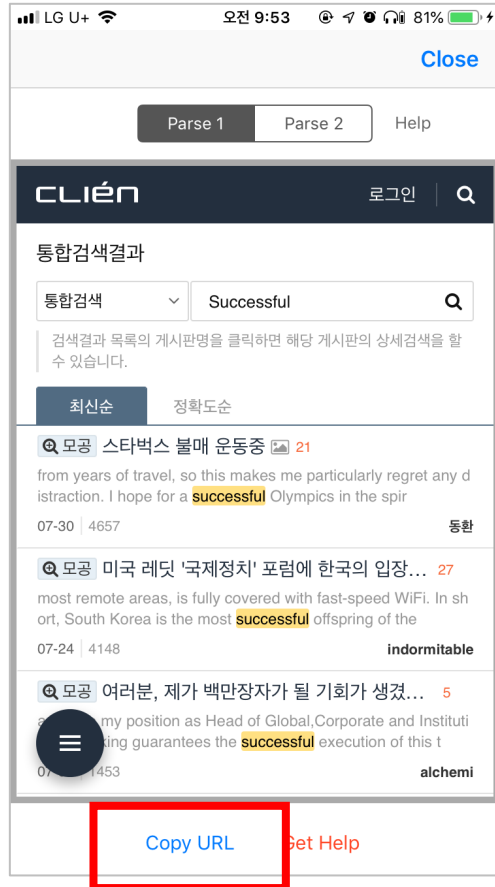 LG U+ 오전 9:53 81%
Close
Parse 1 Parse 2 Help
CLIéN 로그인
통합검색결과
통합검색 Successful
검색결과 목록의 게시판명을 클릭하면 해당 게시판의 상세검색을 할
수 있습니다.
최신순 정확도순
모공 스타벅스 불매 운동중 21
from years of travel, so this makes me particularly regret any d
istraction. I hope for a successful Olympics in the spir
07-30 4657 동환
모공 미국 레딧 '국제정치' 포럼에 한국의 입장... 27
most remote areas, is fully covered with fast-speed WiFi. In sh
ort, South Korea is the most successful offspring of the
07-24 4148 indormitable
모공 여러분, 제가 백만장자가 될 기회가 생겼... 5
my position as Head of Global,Corporate and Instituti
guarantees the successful execution of this t
1453 alchemi
Copy URL Get Help